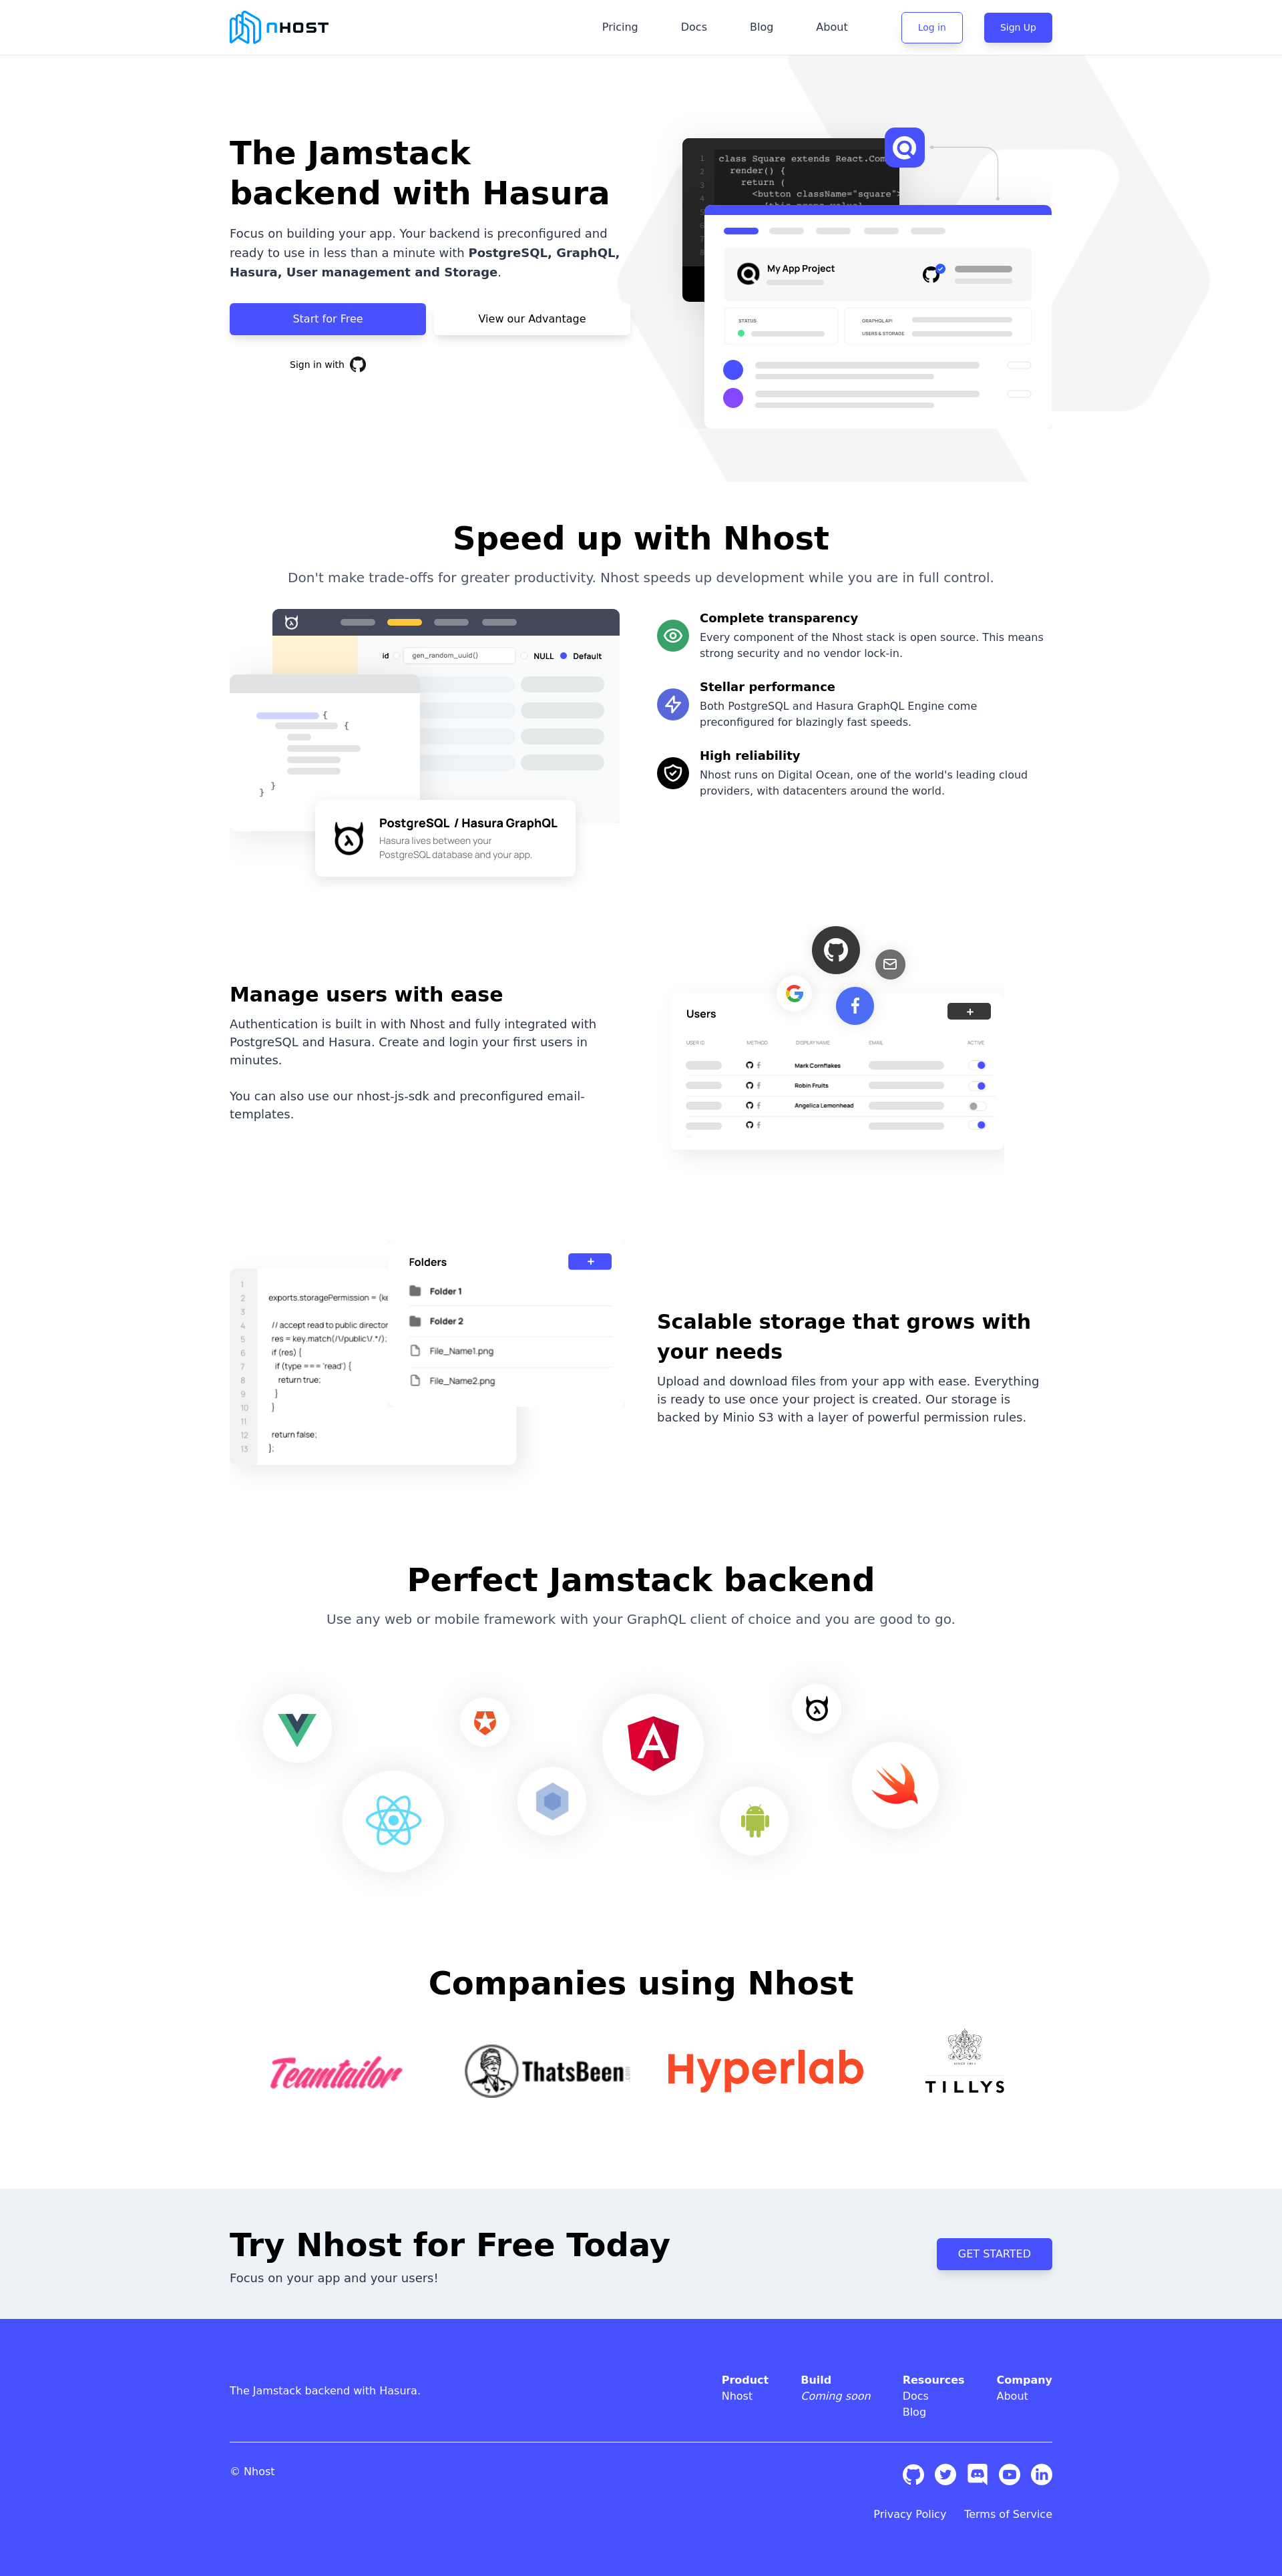 nHOST
Pricing
Docs
Blog
About
Log in
Sign Up
The Jamstack
backend with Hasura
Focus on building your app. Your backend is preconfigured and
ready to use in less than a minute with PostgreSQL, GraphQL,
Hasura, User management and Storage.
Start for Free
View our Advantage
Sign in with
1
2
3
4
class Square extends React.Com
render() {
return (
<button className="square">
My App Project
STATUS
GRAPHQL API
USERS & STORAGE
Speed up with Nhost
Don't make trade-offs for greater productivity. Nhost speeds up development while you are in full control.
id
gen_random_uuid()
NULL
Default
{
{
}
}
PostgreSQL / Hasura GraphQL
Hasura lives between your
PostgreSQL database and your app.
Complete transparency
Every component of the Nhost stack is open source. This means
strong security and no vendor lock-in.
Stellar performance
Both PostgreSQL and Hasura GraphQL Engine come
preconfigured for blazingly fast speeds.
High reliability
Nhost runs on Digital Ocean, one of the world's leading cloud
providers, with datacenters around the world.
Manage users with ease
Authentication is built in with Nhost and fully integrated with
PostgreSQL and Hasura. Create and login your first users in
minutes.
You can also use our nhost-js-sdk and preconfigured email-
templates.
Users
+
USER ID
METHOD
DISPLAY NAME
EMAIL
ACTIVE
Mark Cornflakes
Robin Fruits
Angelica Lemonhead
1
2 exports.storagePermission = (ke
3
4 // accept read to public director
5 res = key.match(/\/public\/.*/);
6 if (res) {
7 if (type === 'read') {
8 return true;
9 }
10 }
11
12 return false;
13 };
Folders
+
Folder 1
Folder 2
File_Name1.png
File_Name2.png
Scalable storage that grows with
your needs
Upload and download files from your app with ease. Everything
is ready to use once your project is created. Our storage is
backed by Minio S3 with a layer of powerful permission rules.
Perfect Jamstack backend
Use any web or mobile framework with your GraphQL client of choice and you are good to go.
Companies using Nhost
Teamtailor
ThatsBeen
Hyperlab
TILLYS
Try Nhost for Free Today
Focus on your app and your users!
GET STARTED
The Jamstack backend with Hasura.
Product
Nhost
Build
Coming soon
Resources
Docs
Blog
Company
About
© Nhost
Privacy Policy
Terms of Service